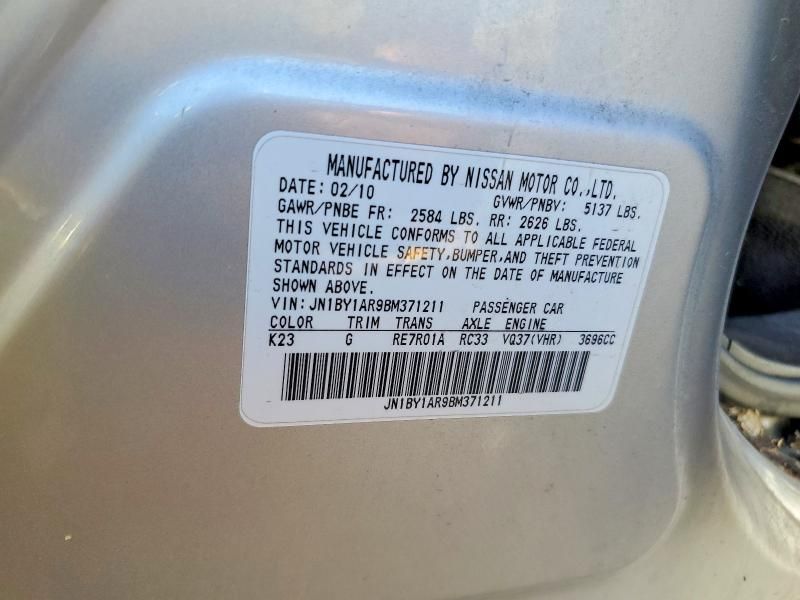 MANUFACTURED BY NISSAN MOTOR CO.,LTD.
DATE: 02/10 GVWR/PNBV: 5137 LBS.
GAWR/PNBE FR: 2584 LBS. RR: 2626 LBS.
THIS VEHICLE CONFORMS TO ALL APPLICABLE FEDERAL
MOTOR VEHICLE SAFETY,BUMPER,AND THEFT PREVENTION
STANDARDS IN EFFECT ON THE DATE OF MANUFACTURE
SHOWN ABOVE.
VIN: JN1BY1AR9BM371211 PASSENGER CAR
COLOR TRIM TRANS AXLE ENGINE
K23 G RE7R01A RC33 VQ37(VHR) 3696CC
JN1BY1AR9BM371211